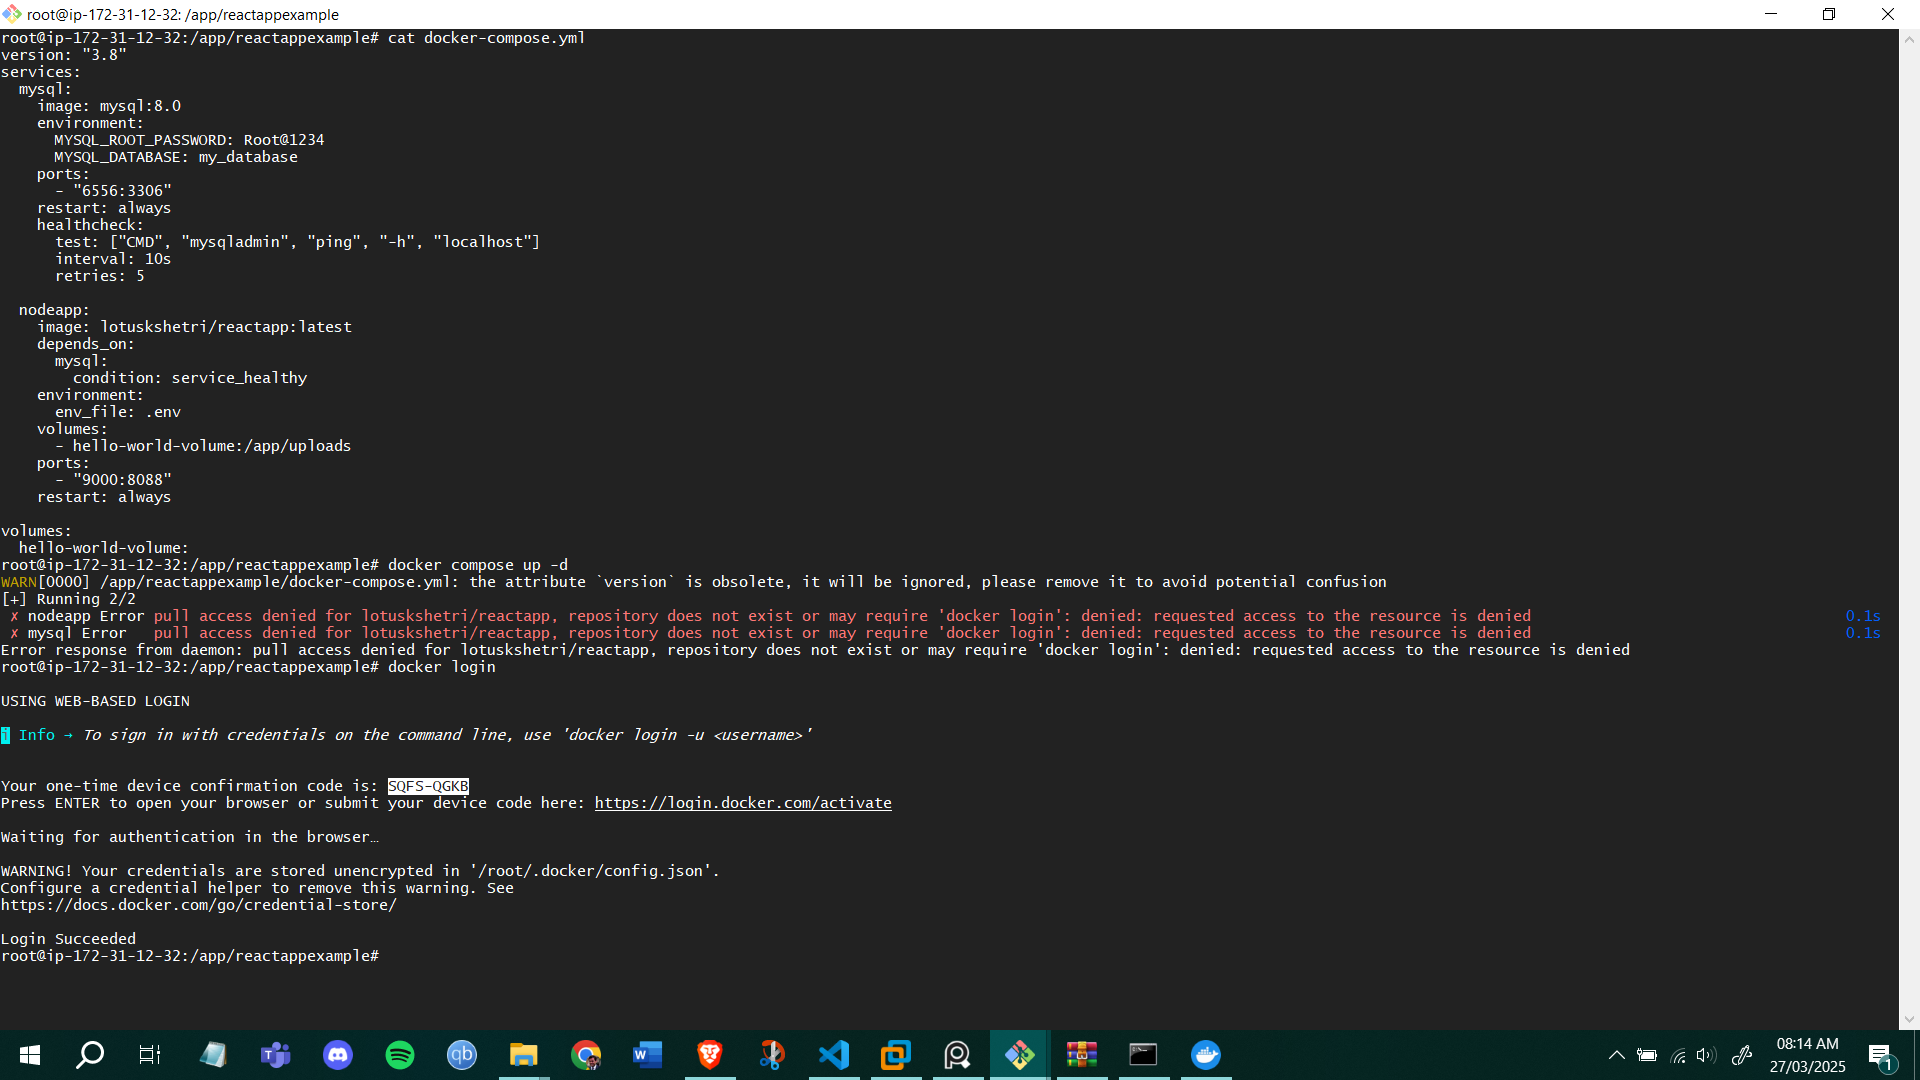 root@ip-172-31-12-32: /app/reactappexample
root@ip-172-31-12-32:/app/reactappexample# cat docker-compose.yml
version: "3.8"
services:
  mysql:
    image: mysql:8.0
    environment:
      MYSQL_ROOT_PASSWORD: Root@1234
      MYSQL_DATABASE: my_database
    ports:
      - "6556:3306"
    restart: always
    healthcheck:
      test: ["CMD", "mysqladmin", "ping", "-h", "localhost"]
      interval: 10s
      retries: 5
  nodeapp:
    image: lotuskshetri/reactapp:latest
    depends_on:
      mysql:
        condition: service_healthy
    environment:
      env_file: .env
    volumes:
      - hello-world-volume:/app/uploads
    ports:
      - "9000:8088"
    restart: always
volumes:
  hello-world-volume:
root@ip-172-31-12-32:/app/reactappexample# docker compose up -d
WARN[0000] /app/reactappexample/docker-compose.yml: the attribute `version` is obsolete, it will be ignored, please remove it to avoid potential confusion
[+] Running 2/2
 ✗ nodeapp Error pull access denied for lotuskshetri/reactapp, repository does not exist or may require 'docker login': denied: requested access to the resource is denied 0.1s
 ✗ mysql Error   pull access denied for lotuskshetri/reactapp, repository does not exist or may require 'docker login': denied: requested access to the resource is denied 0.1s
Error response from daemon: pull access denied for lotuskshetri/reactapp, repository does not exist or may require 'docker login': denied: requested access to the resource is denied
root@ip-172-31-12-32:/app/reactappexample# docker login
USING WEB-BASED LOGIN
i Info → To sign in with credentials on the command line, use 'docker login -u <username>'
Your one-time device confirmation code is: SQFS-QGKB
Press ENTER to open your browser or submit your device code here: https://login.docker.com/activate
Waiting for authentication in the browser…
WARNING! Your credentials are stored unencrypted in '/root/.docker/config.json'.
Configure a credential helper to remove this warning. See
https://docs.docker.com/go/credential-store/
Login Succeeded
root@ip-172-31-12-32:/app/reactappexample#
08:14 AM
27/03/2025
1